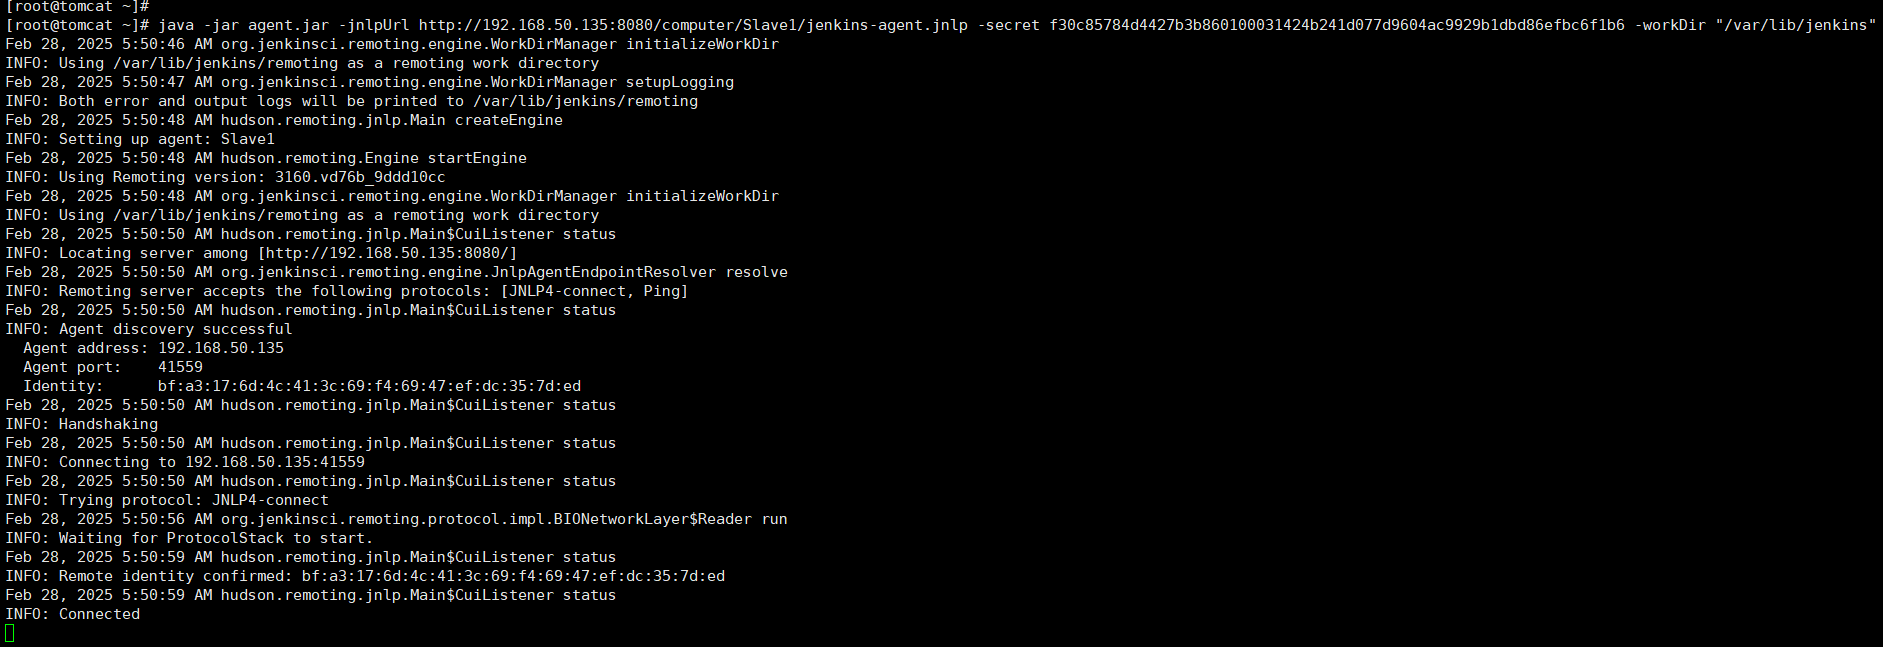 [root@tomcat ~]#
[root@tomcat ~]# java -jar agent.jar -jnlpUrl http://192.168.50.135:8080/computer/Slave1/jenkins-agent.jnlp -secret f30c85784d4427b3b860100031424b241d077d9604ac9929b1dbd86efbc6f1b6 -workDir "/var/lib/jenkins"
Feb 28, 2025 5:50:46 AM org.jenkinsci.remoting.engine.WorkDirManager initializeWorkDir
INFO: Using /var/lib/jenkins/remoting as a remoting work directory
Feb 28, 2025 5:50:47 AM org.jenkinsci.remoting.engine.WorkDirManager setupLogging
INFO: Both error and output logs will be printed to /var/lib/jenkins/remoting
Feb 28, 2025 5:50:48 AM hudson.remoting.jnlp.Main createEngine
INFO: Setting up agent: Slave1
Feb 28, 2025 5:50:48 AM hudson.remoting.Engine startEngine
INFO: Using Remoting version: 3160.vd76b_9ddd10cc
Feb 28, 2025 5:50:48 AM org.jenkinsci.remoting.engine.WorkDirManager initializeWorkDir
INFO: Using /var/lib/jenkins/remoting as a remoting work directory
Feb 28, 2025 5:50:50 AM hudson.remoting.jnlp.Main$CuiListener status
INFO: Locating server among [http://192.168.50.135:8080/]
Feb 28, 2025 5:50:50 AM org.jenkinsci.remoting.engine.JnlpAgentEndpointResolver resolve
INFO: Remoting server accepts the following protocols: [JNLP4-connect, Ping]
Feb 28, 2025 5:50:50 AM hudson.remoting.jnlp.Main$CuiListener status
INFO: Agent discovery successful
  Agent address: 192.168.50.135
  Agent port:    41559
  Identity:      bf:a3:17:6d:4c:41:3c:69:f4:69:47:ef:dc:35:7d:ed
Feb 28, 2025 5:50:50 AM hudson.remoting.jnlp.Main$CuiListener status
INFO: Handshaking
Feb 28, 2025 5:50:50 AM hudson.remoting.jnlp.Main$CuiListener status
INFO: Connecting to 192.168.50.135:41559
Feb 28, 2025 5:50:50 AM hudson.remoting.jnlp.Main$CuiListener status
INFO: Trying protocol: JNLP4-connect
Feb 28, 2025 5:50:56 AM org.jenkinsci.remoting.protocol.impl.BIONetworkLayer$Reader run
INFO: Waiting for ProtocolStack to start.
Feb 28, 2025 5:50:59 AM hudson.remoting.jnlp.Main$CuiListener status
INFO: Remote identity confirmed: bf:a3:17:6d:4c:41:3c:69:f4:69:47:ef:dc:35:7d:ed
Feb 28, 2025 5:50:59 AM hudson.remoting.jnlp.Main$CuiListener status
INFO: Connected